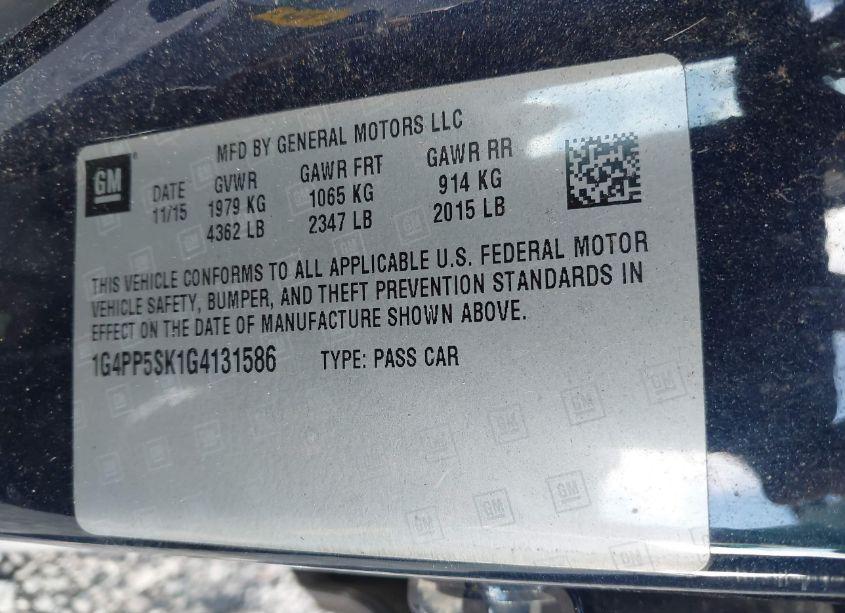 MFD BY GENERAL MOTORS LLC
GM
DATE GVWR GAWR FRT GAWR RR
11/15 1979 KG 1065 KG 914 KG
4362 LB 2347 LB 2015 LB
THIS VEHICLE CONFORMS TO ALL APPLICABLE U.S. FEDERAL MOTOR
VEHICLE SAFETY, BUMPER, AND THEFT PREVENTION STANDARDS IN
EFFECT ON THE DATE OF MANUFACTURE SHOWN ABOVE.
1G4PP5SK1G4131586 TYPE: PASS CAR